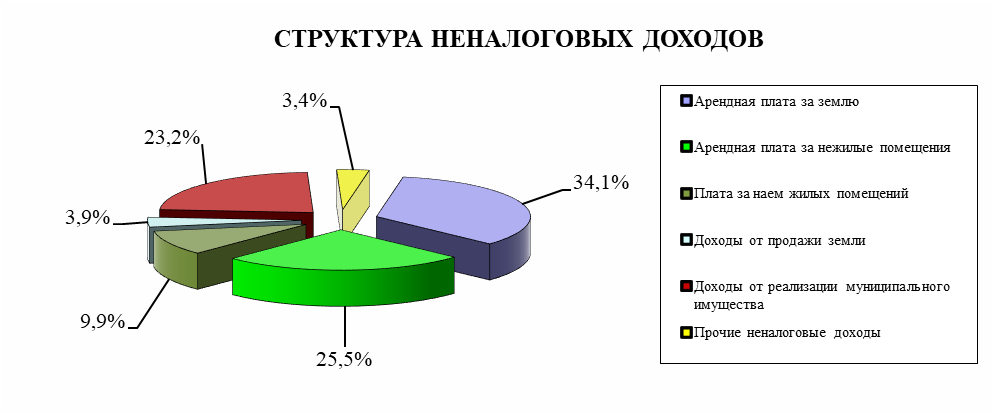 СТРУКТУРА НЕНАЛОГОВЫХ ДОХОДОВ
3,4%
23,2%
34,1%
3,9%
9,9%
25,5%
Арендная плата за землю
Арендная плата за нежилые помещения
Плата за наем жилых помещений
Доходы от продажи земли
Доходы от реализации муниципального
имущества
Прочие неналоговые доходы